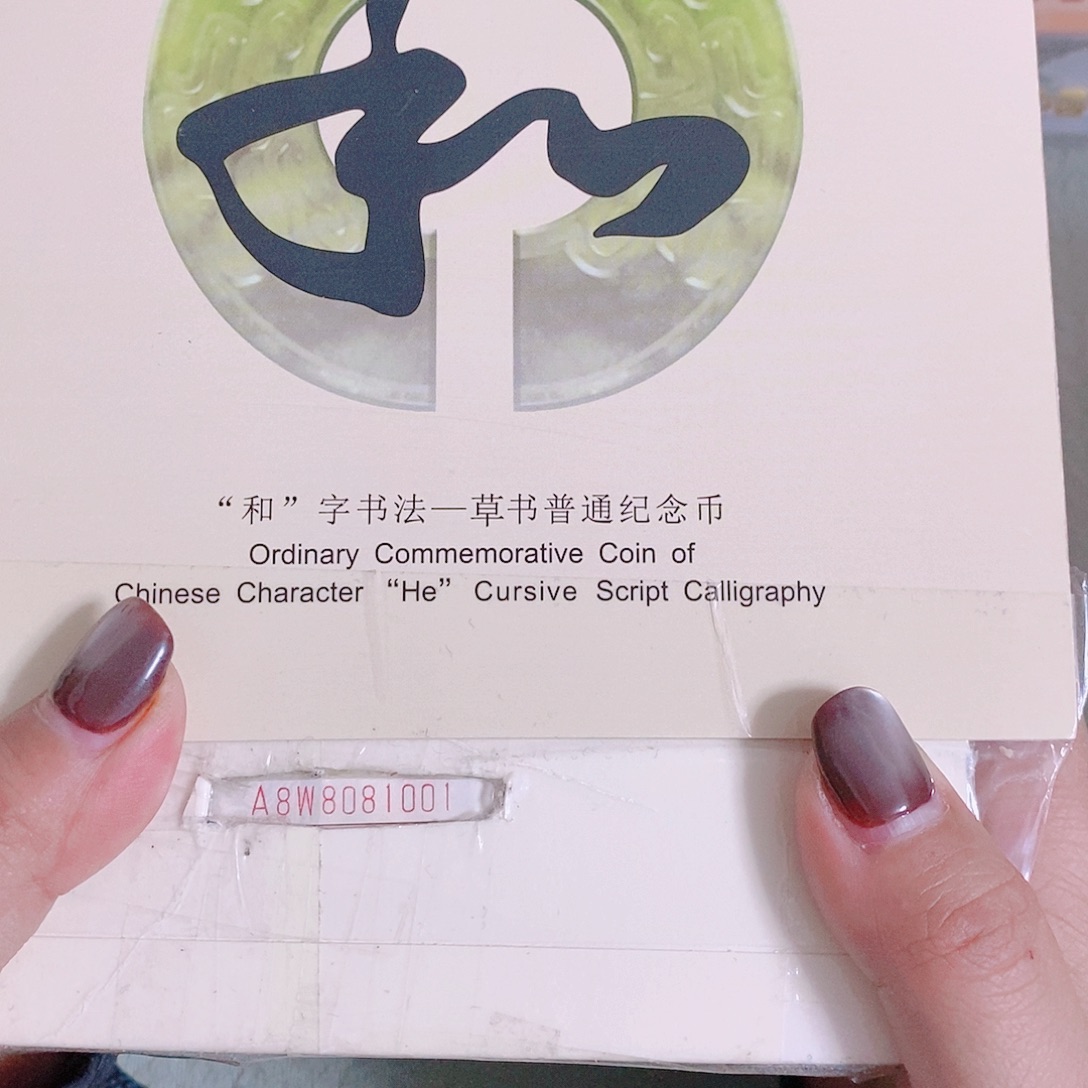 和
“和”字书法—草书普通纪念币
Ordinary Commemorative Coin of
Chinese Character “He” Cursive Script Calligraphy
A8W8081001